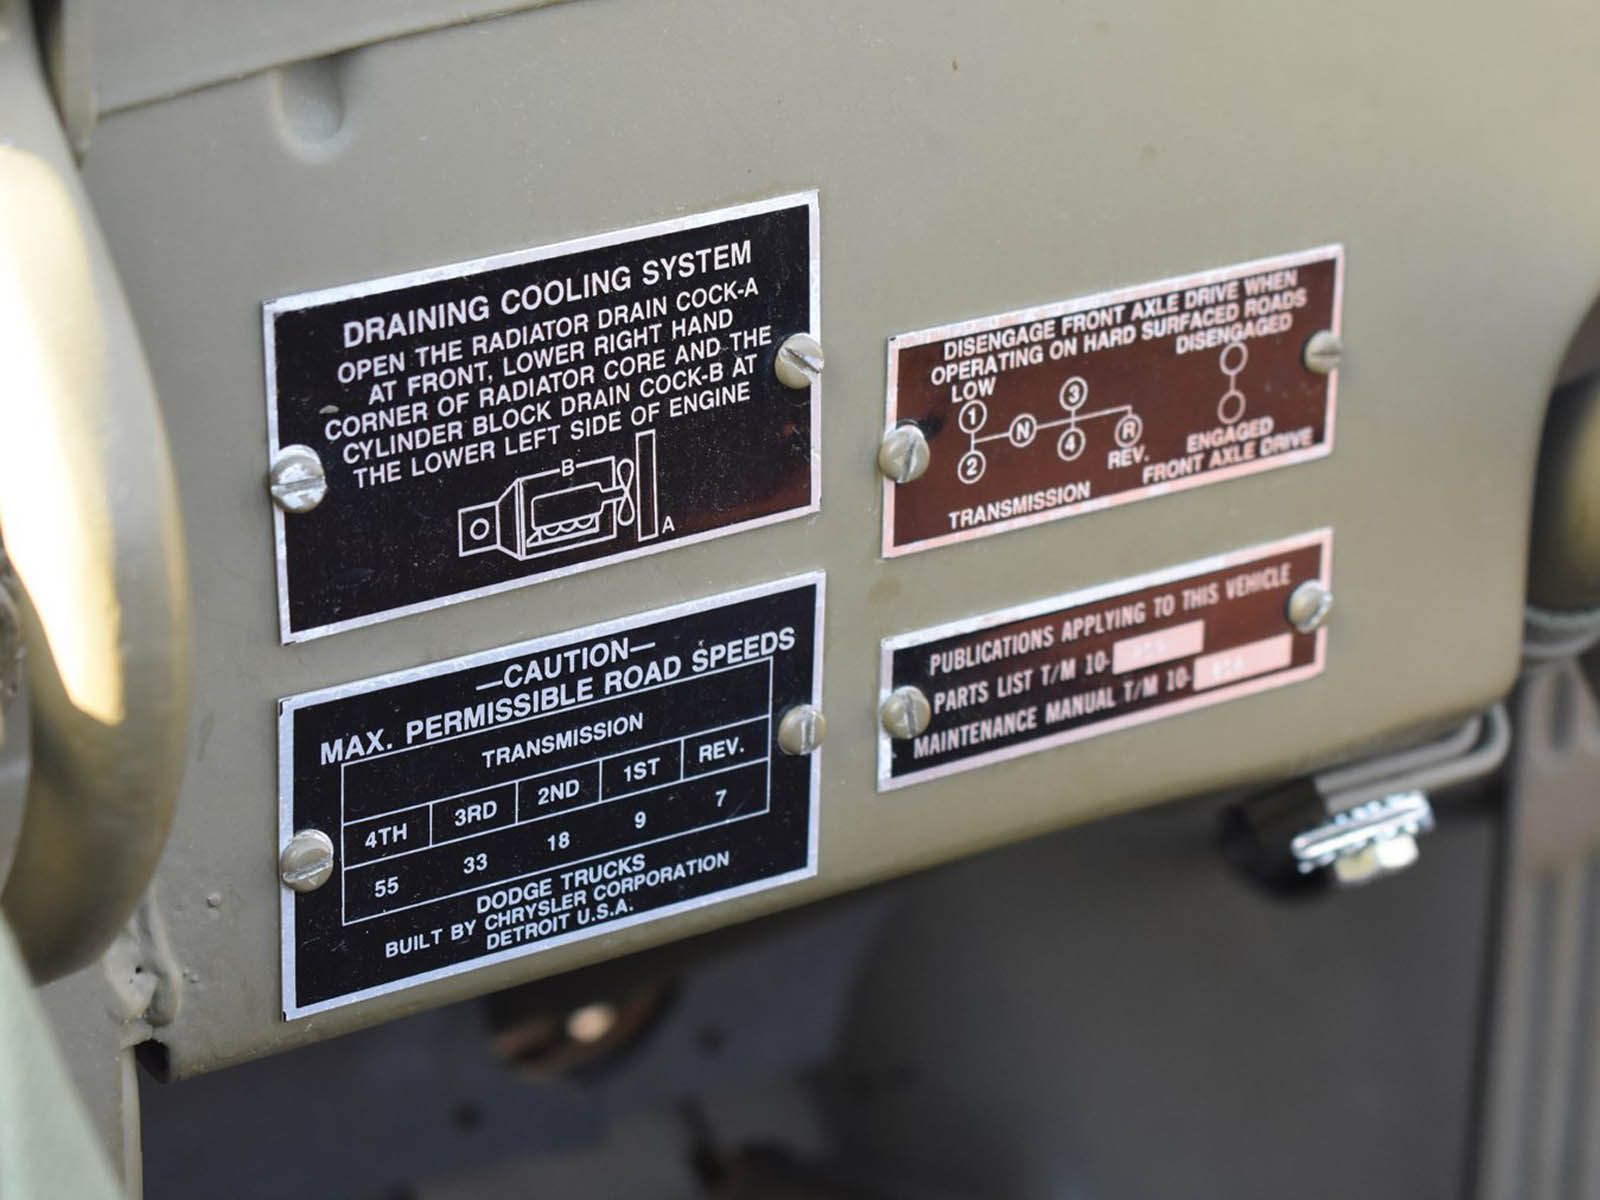 DRAINING COOLING SYSTEM
OPEN THE RADIATOR DRAIN COCK-A
AT FRONT, LOWER RIGHT HAND
CORNER OF RADIATOR CORE AND THE
CYLINDER BLOCK DRAIN COCK-B AT
THE LOWER LEFT SIDE OF ENGINE
B
A
—CAUTION—
MAX. PERMISSIBLE ROAD SPEEDS
TRANSMISSION
4TH 3RD 2ND 1ST REV.
55 33 18 9 7
DODGE TRUCKS
BUILT BY CHRYSLER CORPORATION
DETROIT U.S.A.
DISENGAGE FRONT AXLE DRIVE WHEN
OPERATING ON HARD SURFACED ROADS
LOW DISENGAGED
1 3
N
2 4 R
REV. ENGAGED
TRANSMISSION FRONT AXLE DRIVE
PUBLICATIONS APPLYING TO THIS VEHICLE
PARTS LIST T/M 10-
MAINTENANCE MANUAL T/M 10-